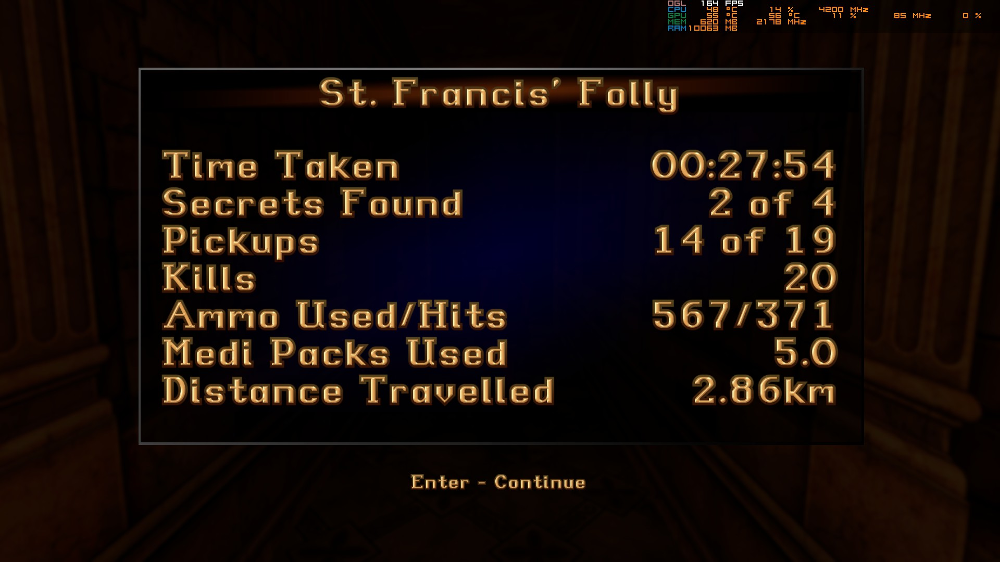 OGL 164 FPS
CPU 48 °C 14 % 4200 MHz
GPU 55 °C 56 °C 11 % 85 MHz 0 %
MEM 620 MB 2178 MHz
RAM 10063 MB
St. Francis' Folly
Time Taken 00:27:54
Secrets Found 2 of 4
Pickups 14 of 19
Kills 20
Ammo Used/Hits 567/371
Medi Packs Used 5.0
Distance Travelled 2.86km
Enter - Continue